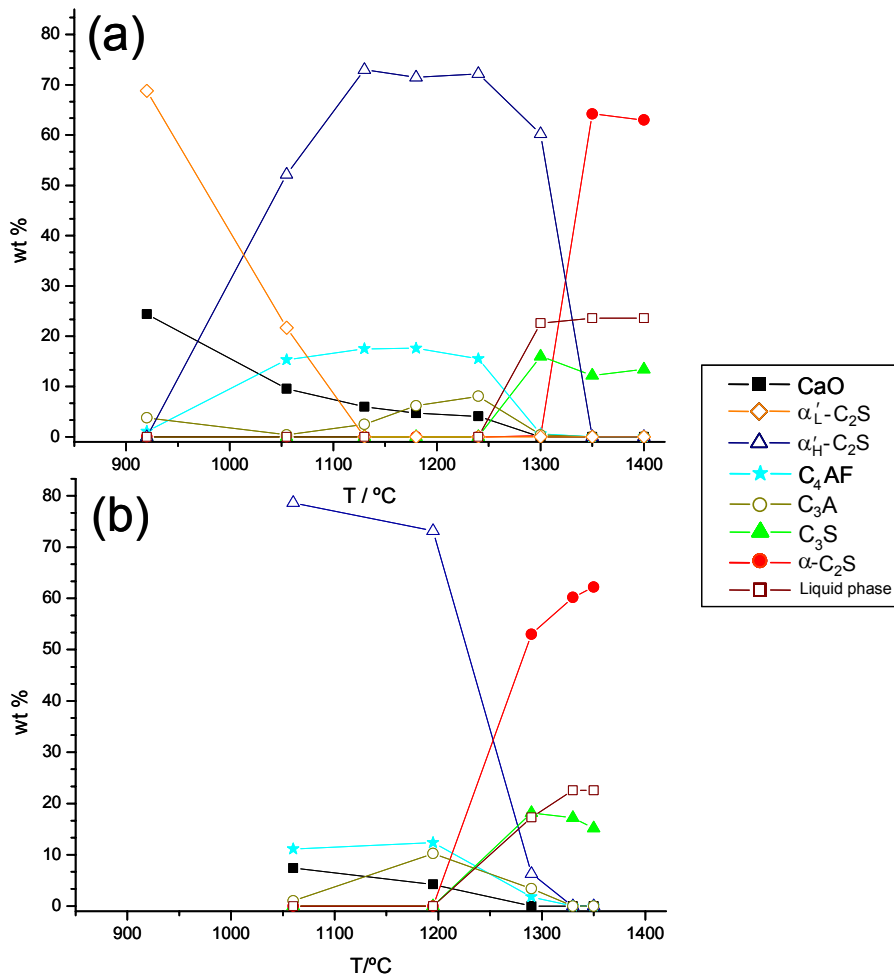 (a)
80
70
60
50
40
30
20
10
0
wt %
900 1000 1100 1200 1300 1400
T / ºC
(b)
80
70
60
50
40
30
20
10
0
wt %
900 1000 1100 1200 1300 1400
T/ºC
CaO
α′L-C₂S
α′H-C₂S
C₄AF
C₃A
C₃S
α-C₂S
Liquid phase